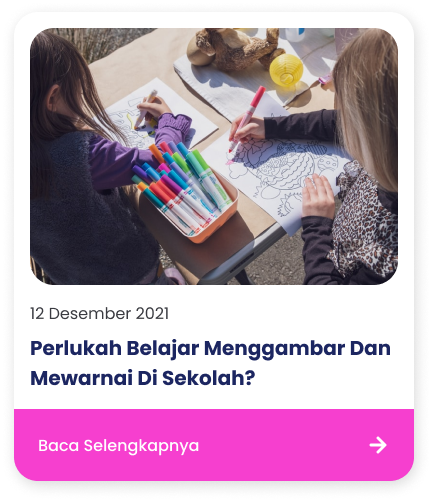 12 Desember 2021
Perlukah Belajar Menggambar Dan
Mewarnai Di Sekolah?
Baca Selengkapnya